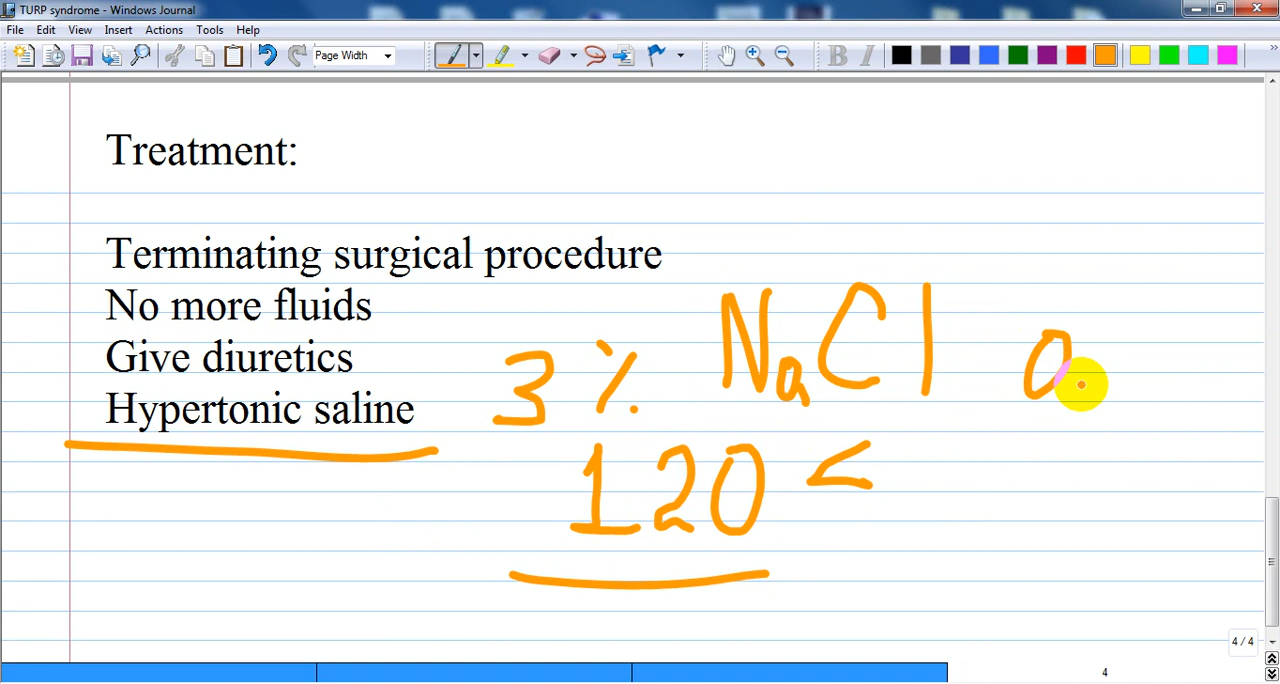 TURP syndrome - Windows Journal
File Edit View Insert Actions Tools Help
Page Width B I
Treatment:
Terminating surgical procedure
No more fluids
Give diuretics
Hypertonic saline
3 % NaCl 0
120 <
4 / 4
4